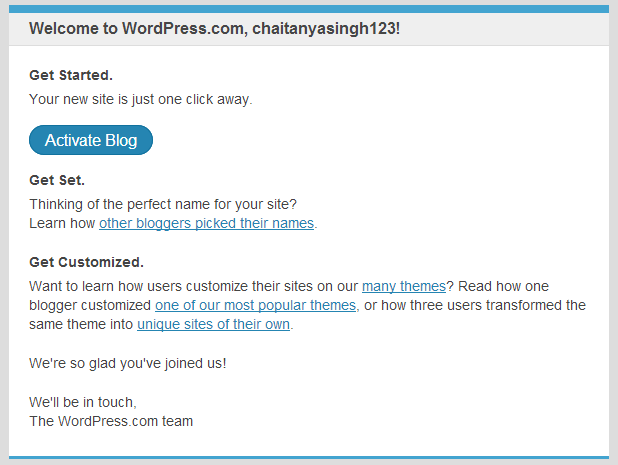 Welcome to WordPress.com, chaitanyasingh123!
Get Started.
Your new site is just one click away.
Activate Blog
Get Set.
Thinking of the perfect name for your site?
Learn how other bloggers picked their names.
Get Customized.
Want to learn how users customize their sites on our many themes? Read how one
blogger customized one of our most popular themes, or how three users transformed the
same theme into unique sites of their own.
We're so glad you've joined us!
We'll be in touch,
The WordPress.com team